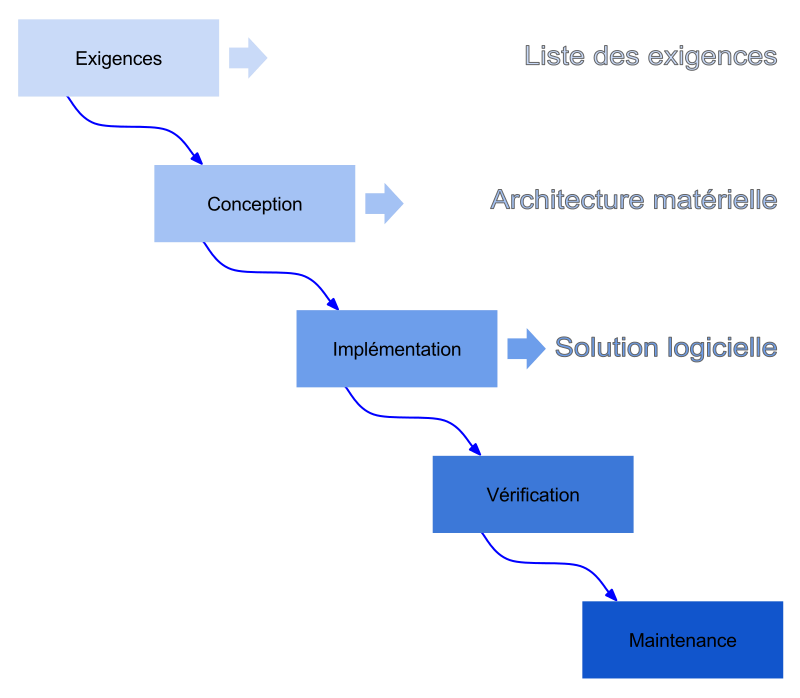 Exigences
Liste des exigences
Conception
Architecture matérielle
Implémentation
Solution logicielle
Vérification
Maintenance